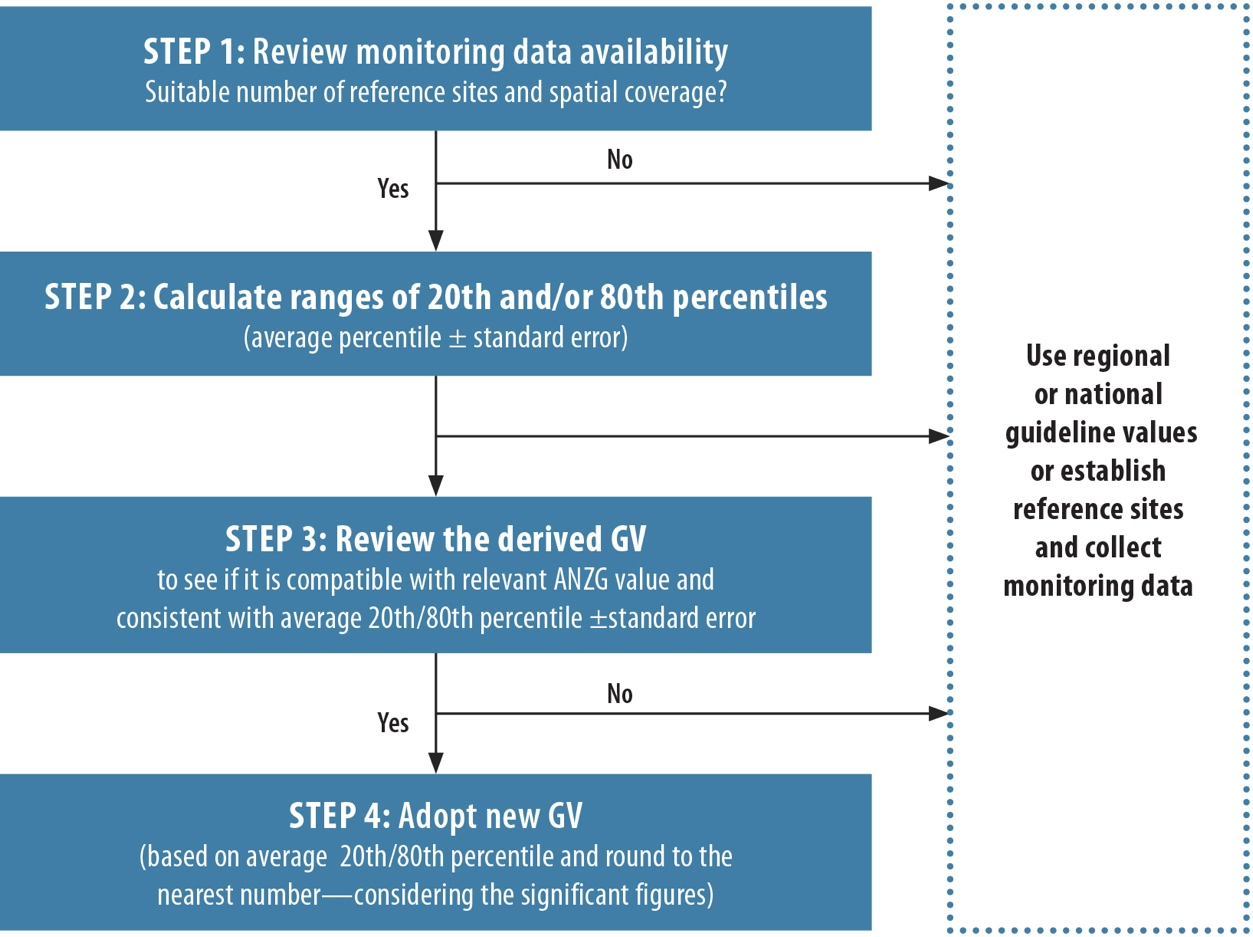 STEP 1: Review monitoring data availability
Suitable number of reference sites and spatial coverage?
No
Yes
STEP 2: Calculate ranges of 20th and/or 80th percentiles
(average percentile ± standard error)
STEP 3: Review the derived GV
to see if it is compatible with relevant ANZG value and
consistent with average 20th/80th percentile ±standard error
No
Yes
STEP 4: Adopt new GV
(based on average 20th/80th percentile and round to the
nearest number—considering the significant figures)
Use regional
or national
guideline values
or establish
reference sites
and collect
monitoring data